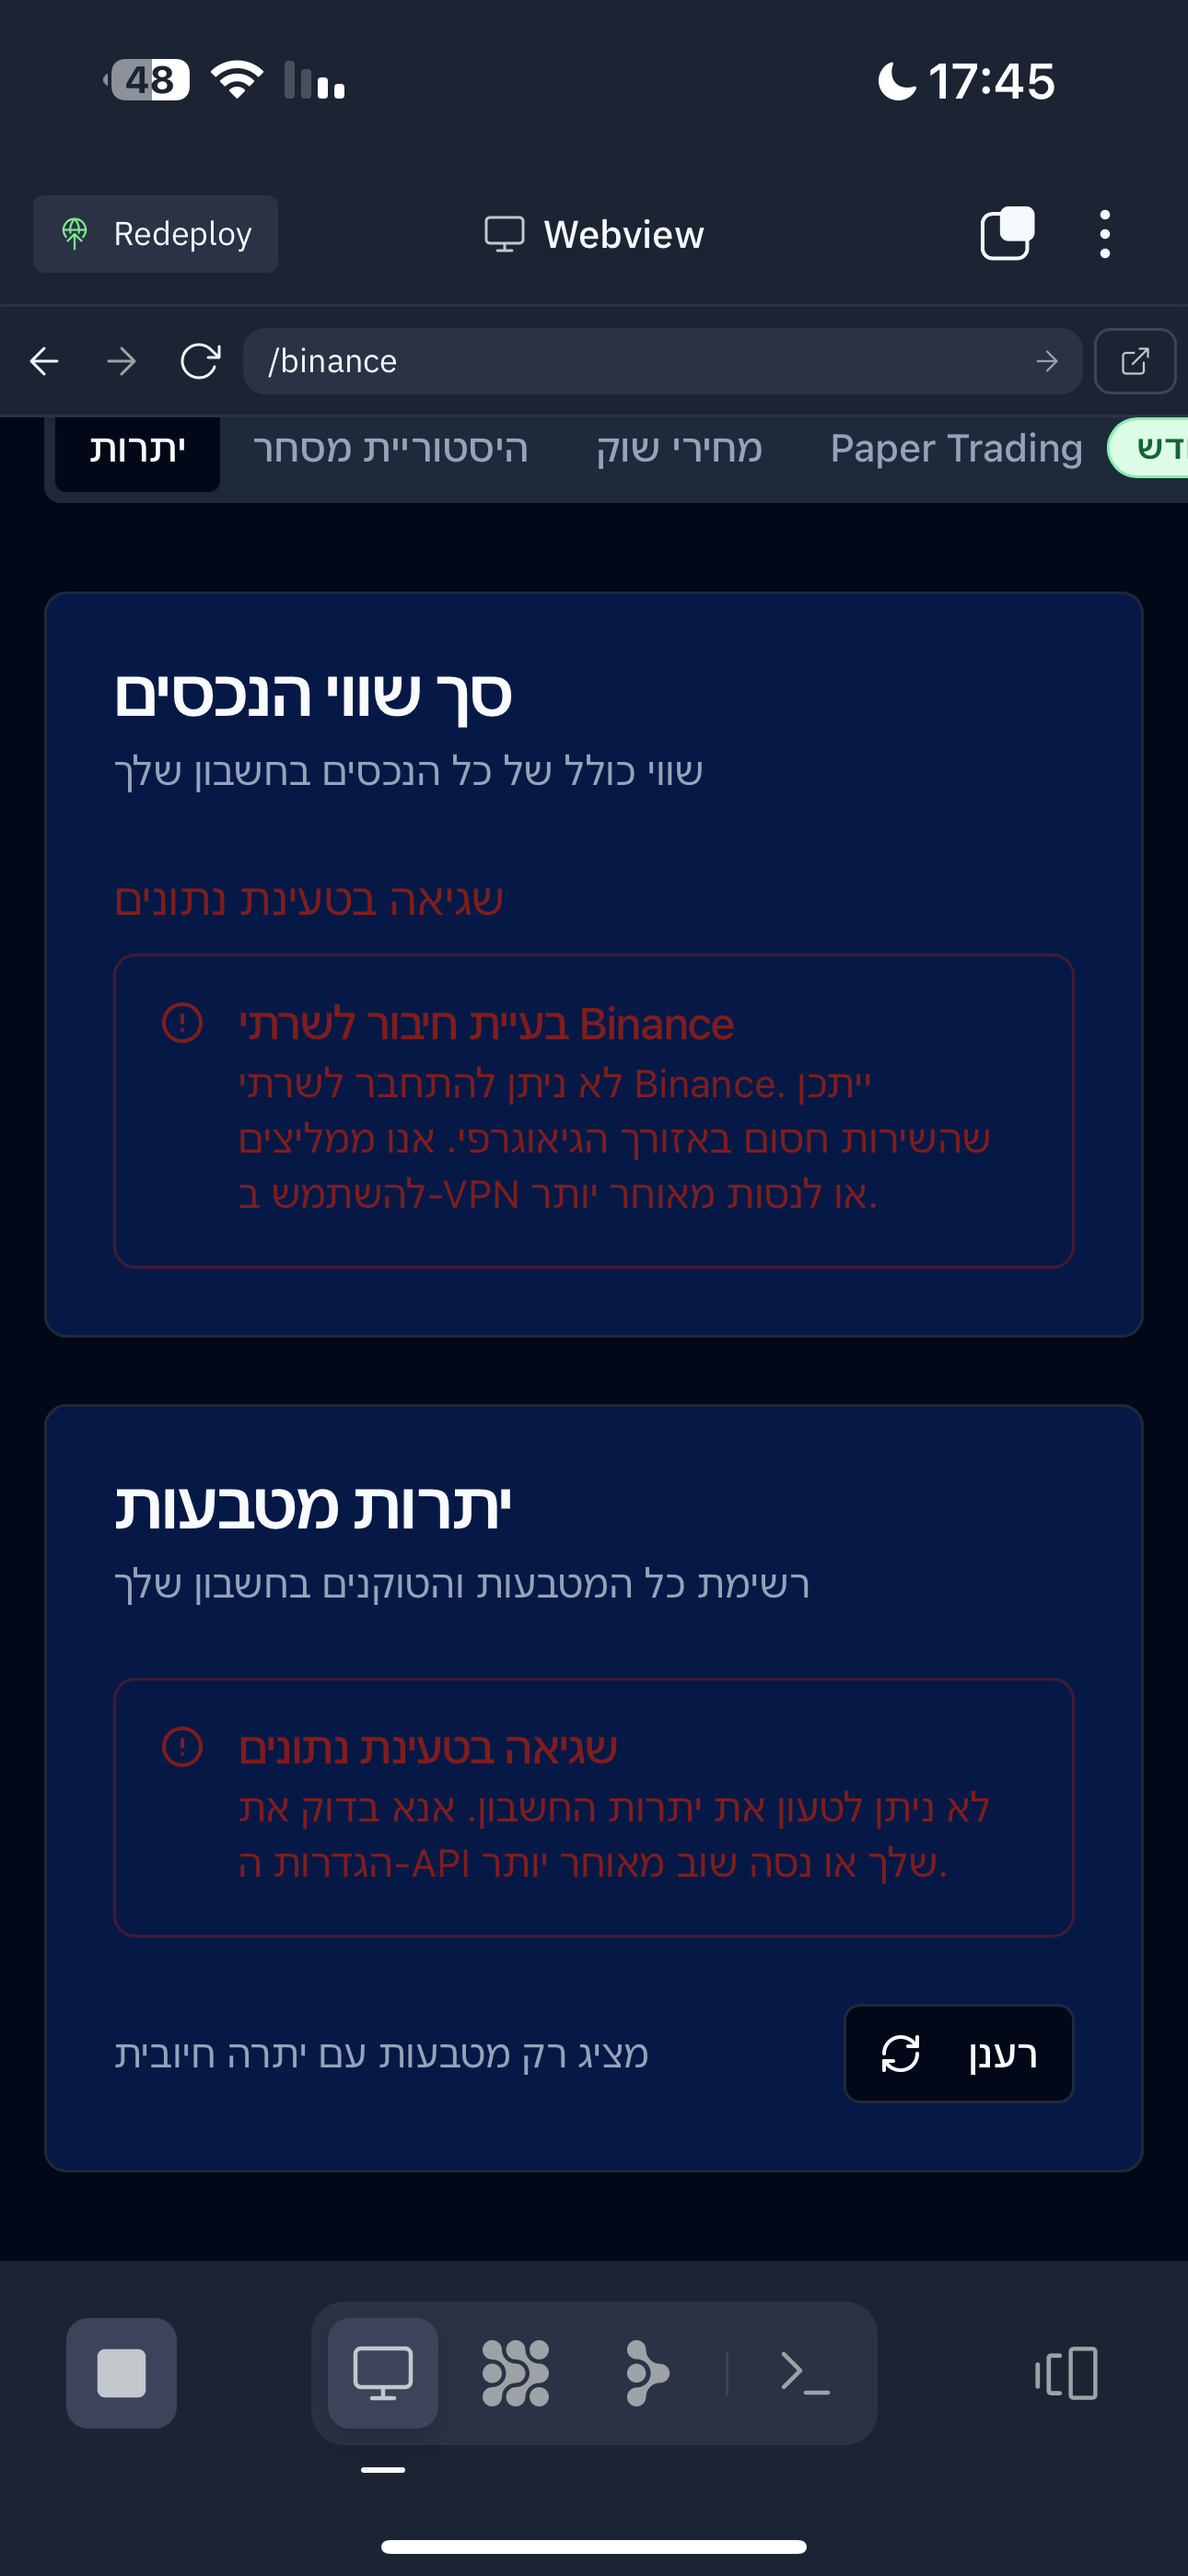 48
17:45
Redeploy
Webview
/binance
יתרות
היסטוריית מסחר
מחירי שוק
Paper Trading
סך שווי הנכסים
שווי כולל של כל הנכסים בחשבון שלך
שגיאה בטעינת נתונים
בעיית חיבור לשרתי Binance
לא ניתן להתחבר לשרתי Binance. ייתכן
שהשירות חסום באזורך הגיאוגרפי. אנו ממליצים
להשתמש ב-VPN או לנסות מאוחר יותר.
יתרות מטבעות
רשימת כל המטבעות והטוקנים בחשבון שלך
שגיאה בטעינת נתונים
לא ניתן לטעון את יתרות החשבון. אנא בדוק את
הגדרות ה-API שלך או נסה שוב מאוחר יותר.
מציג רק מטבעות עם יתרה חיובית
רענן